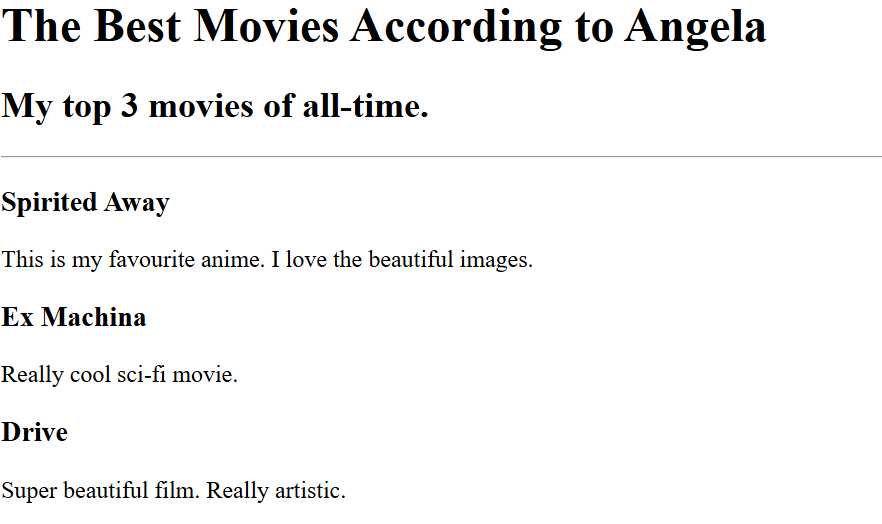 The Best Movies According to Angela
My top 3 movies of all-time.
Spirited Away
This is my favourite anime. I love the beautiful images.
Ex Machina
Really cool sci-fi movie.
Drive
Super beautiful film. Really artistic.